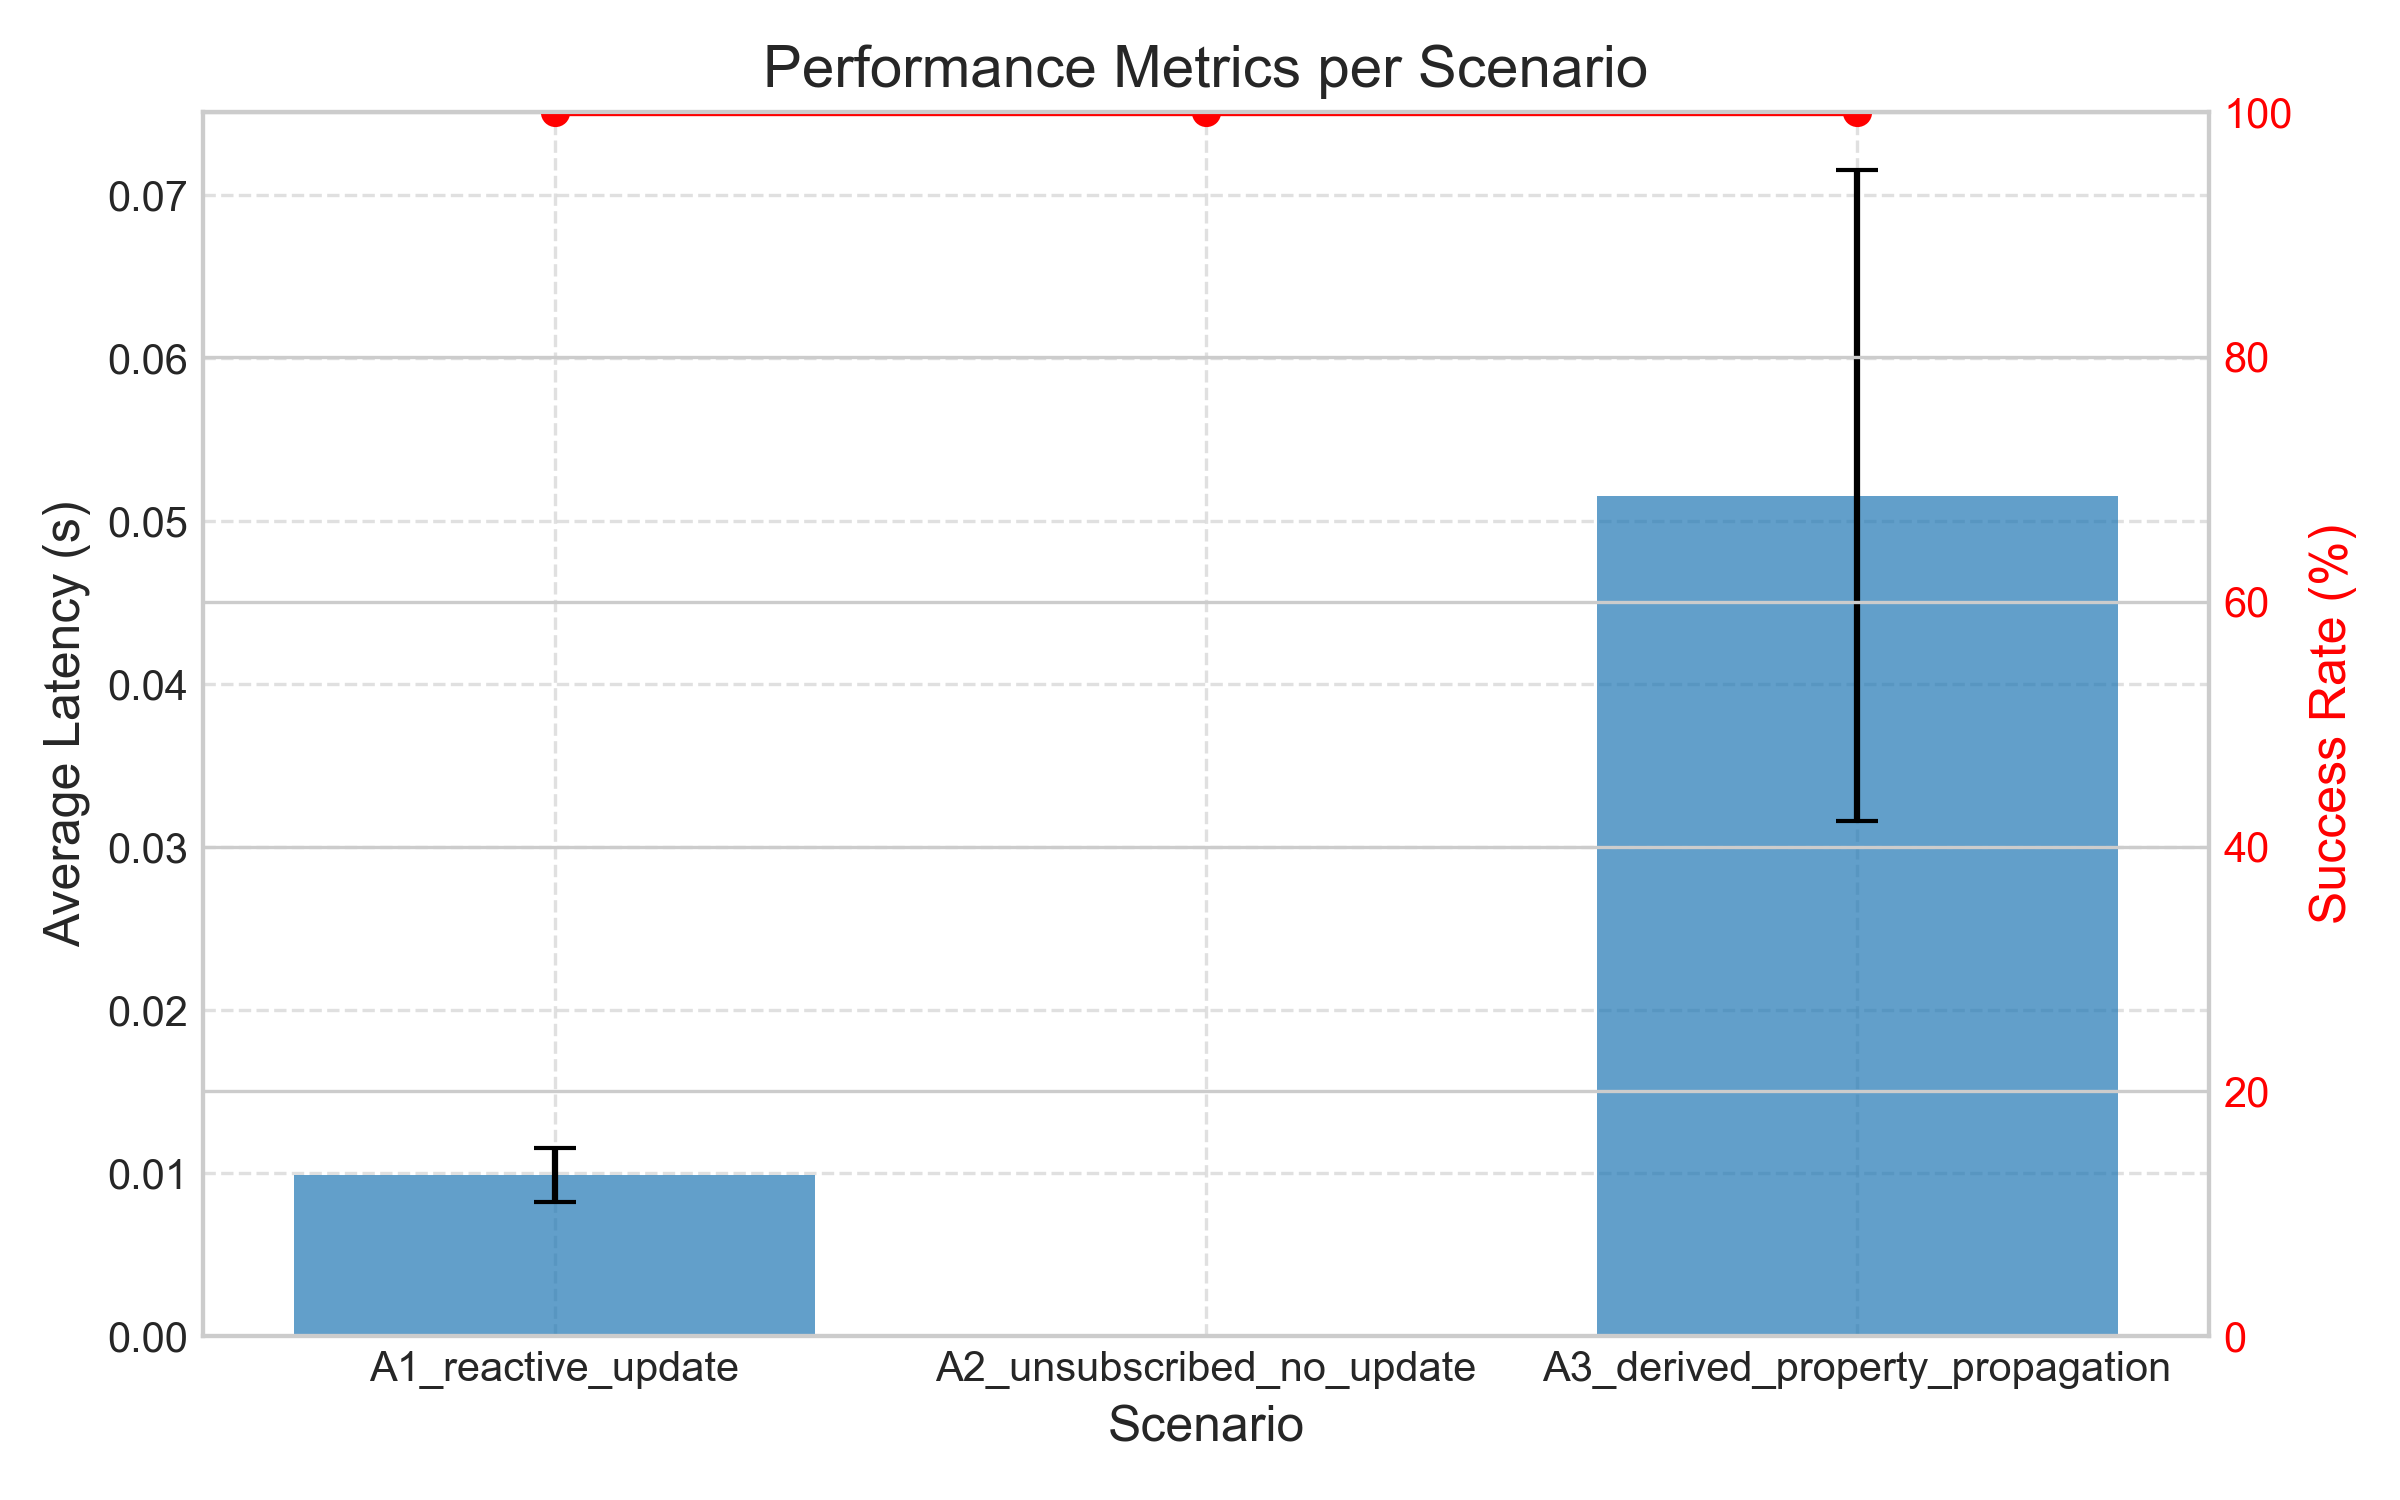 Performance Metrics per Scenario
100
0.07
0.06
80
0.05
60
0.04
0.03
40
0.02
20
0.01
0.00
0
Average Latency (s)
Success Rate (%)
A1_reactive_update
A2_unsubscribed_no_update
A3_derived_property_propagation
Scenario